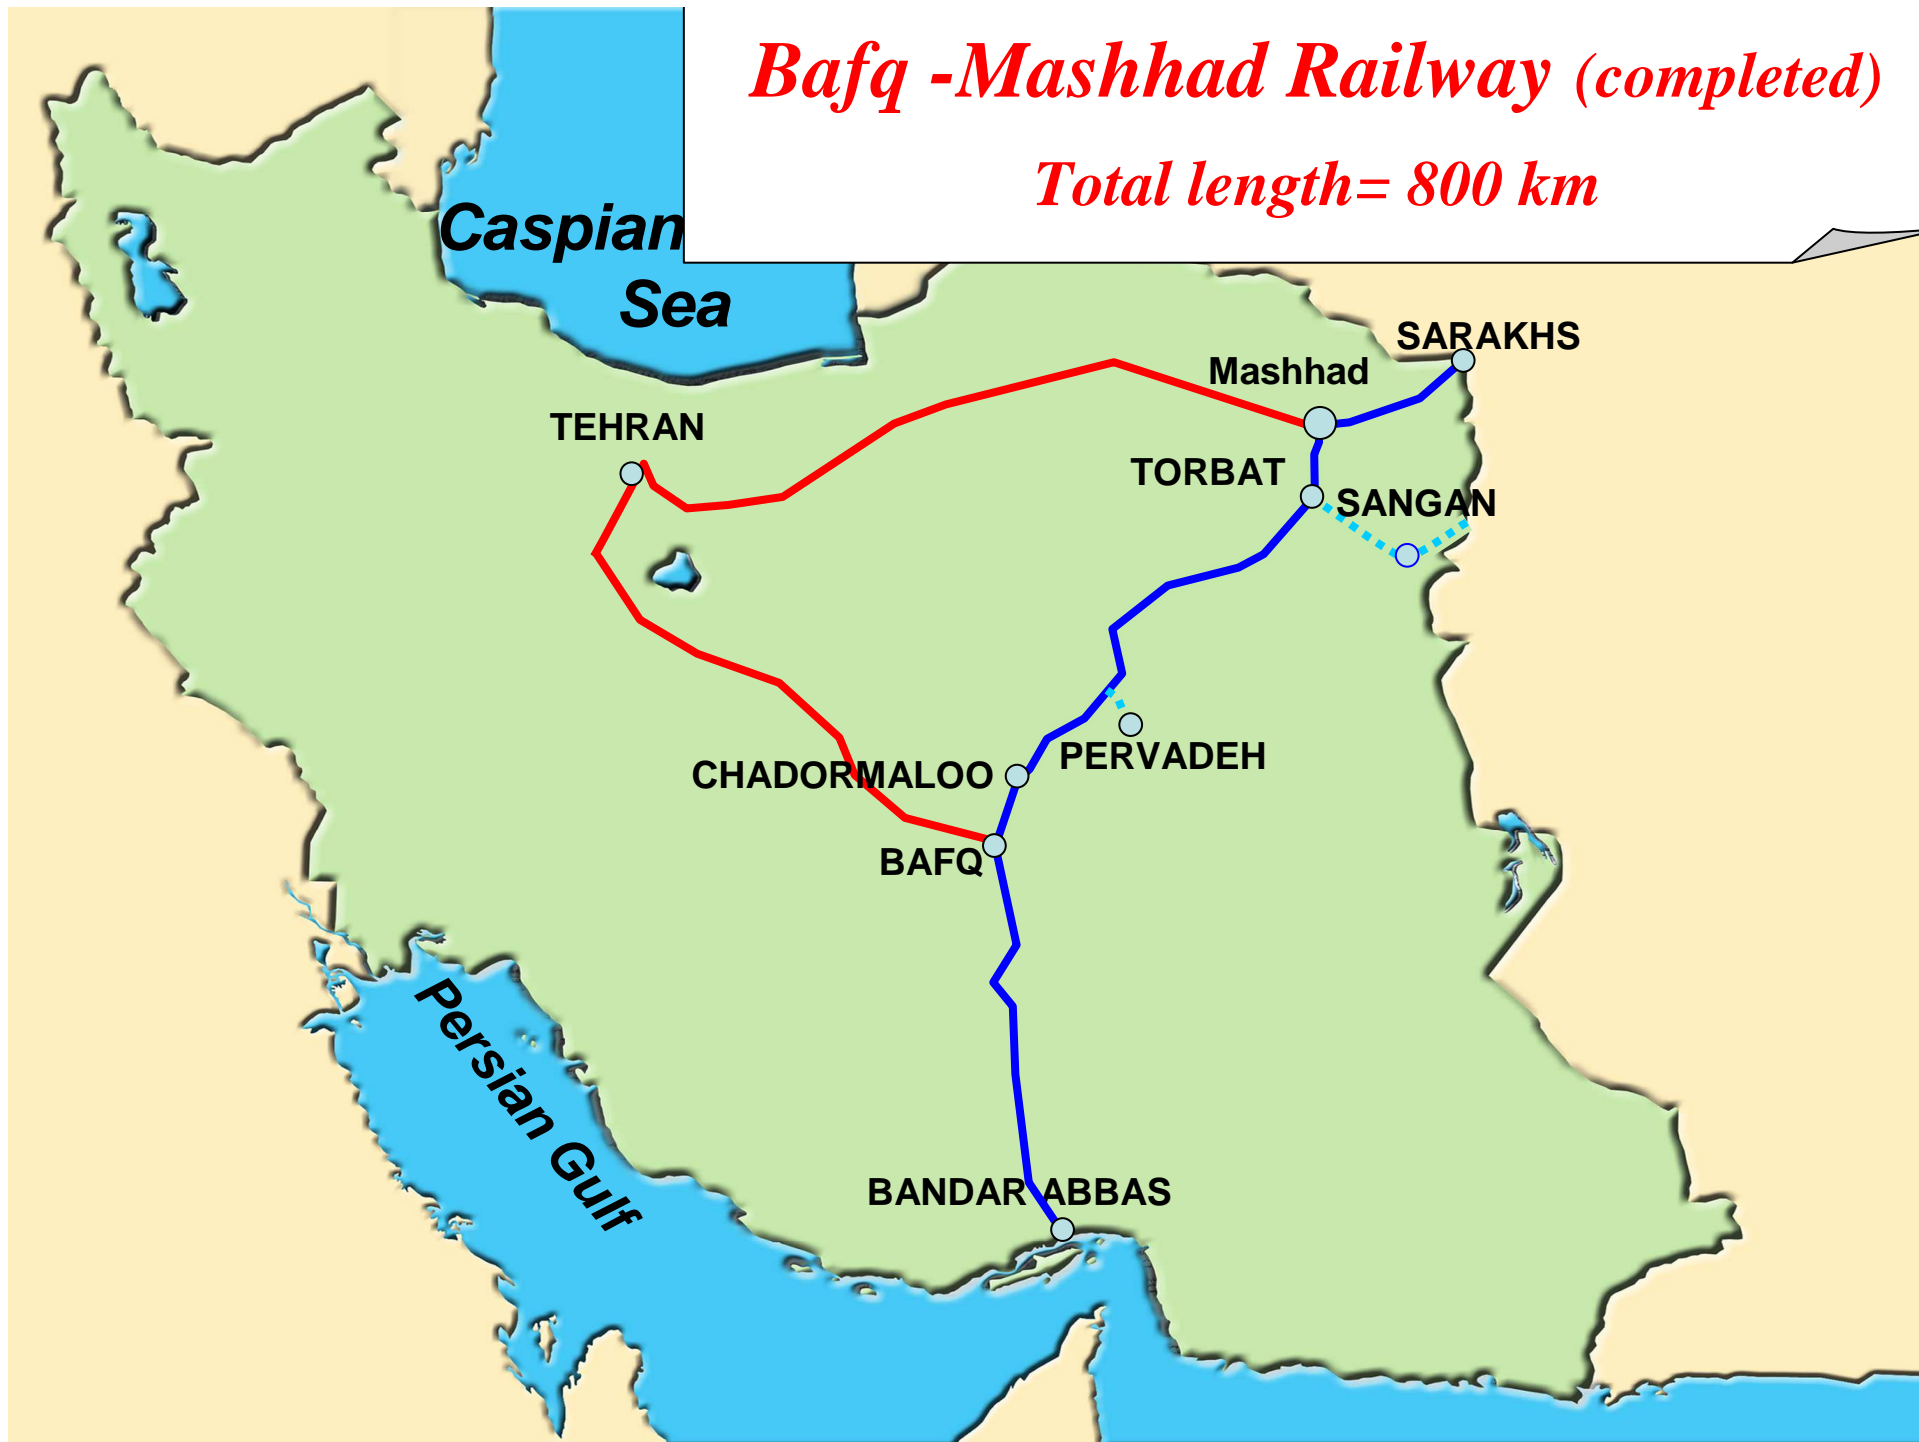 Bafq -Mashhad Railway (completed)
Total length= 800 km
Caspian
Sea
SARAKHS
Mashhad
TEHRAN
TORBAT
SANGAN
PERVADEH
CHADORMALOO
BAFQ
Persian Gulf
BANDAR ABBAS